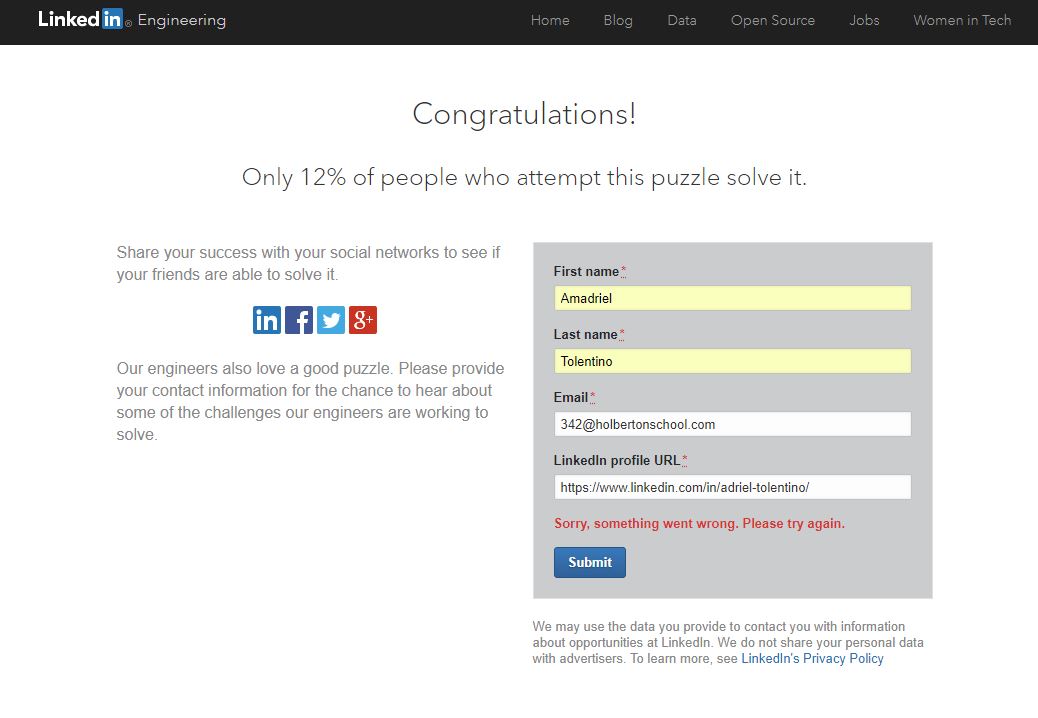 Linked in® Engineering
Home Blog Data Open Source Jobs Women in Tech
Congratulations!
Only 12% of people who attempt this puzzle solve it.
Share your success with your social networks to see if
your friends are able to solve it.
in f g+
Our engineers also love a good puzzle. Please provide
your contact information for the chance to hear about
some of the challenges our engineers are working to
solve.
First name*
Amadriel
Last name*
Tolentino
Email*
342@holbertonschool.com
LinkedIn profile URL*
https://www.linkedin.com/in/adriel-tolentino/
Sorry, something went wrong. Please try again.
Submit
We may use the data you provide to contact you with information
about opportunities at LinkedIn. We do not share your personal data
with advertisers. To learn more, see LinkedIn's Privacy Policy